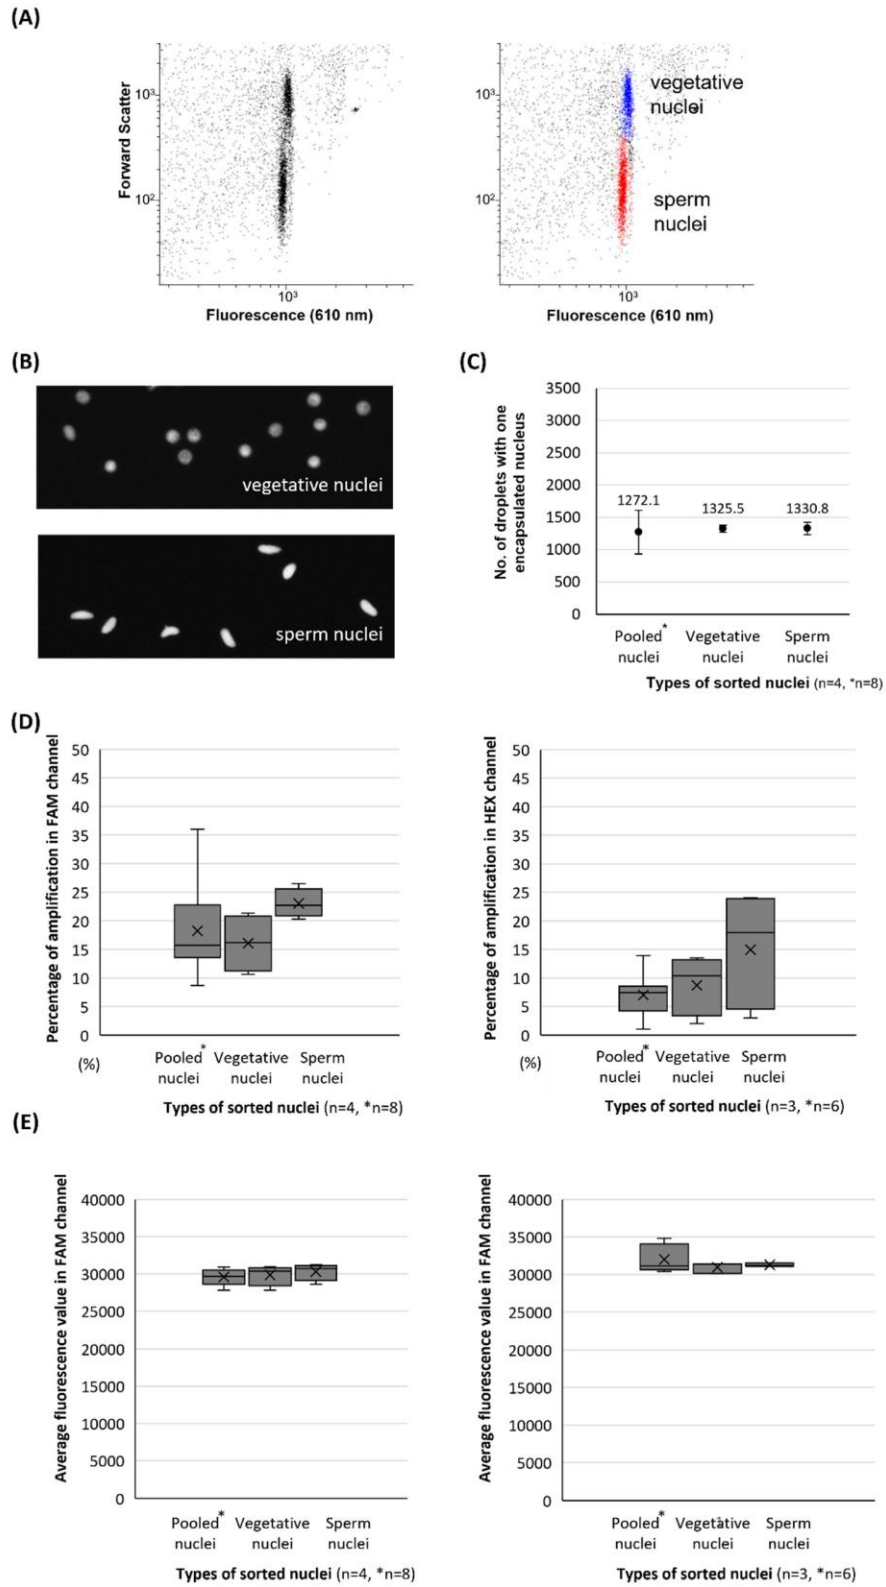 (A)
Forward Scatter
10³
10²
10³
Fluorescence (610 nm)
10³
10²
vegetative
nuclei
sperm
nuclei
10³
Fluorescence (610 nm)
(B)
vegetative nuclei
sperm nuclei
(C)
No. of droplets with one
encapsulated nucleus
3500
3000
2500
2000
1500
1000
500
0
1272.1
1325.5
1330.8
Pooled* Vegetative Sperm
nuclei nuclei nuclei
Types of sorted nuclei (n=4, *n=8)
(D)
Percentage of amplification in FAM channel
50
45
40
35
30
25
20
15
10
5
0
(%)
Pooled* Vegetative Sperm
nuclei nuclei nuclei
Types of sorted nuclei (n=4, *n=8)
Percentage of amplification in HEX channel
50
45
40
35
30
25
20
15
10
5
0
(%)
Pooled* Vegetative Sperm
nuclei nuclei nuclei
Types of sorted nuclei (n=3, *n=6)
(E)
Average fluorescence value in FAM channel
40000
35000
30000
25000
20000
15000
10000
5000
0
Pooled* Vegetative Sperm
nuclei nuclei nuclei
Types of sorted nuclei (n=4, *n=8)
Average fluorescence value in FAM channel
40000
35000
30000
25000
20000
15000
10000
5000
0
Pooled* Vegetative Sperm
nuclei nuclei nuclei
Types of sorted nuclei (n=3, *n=6)